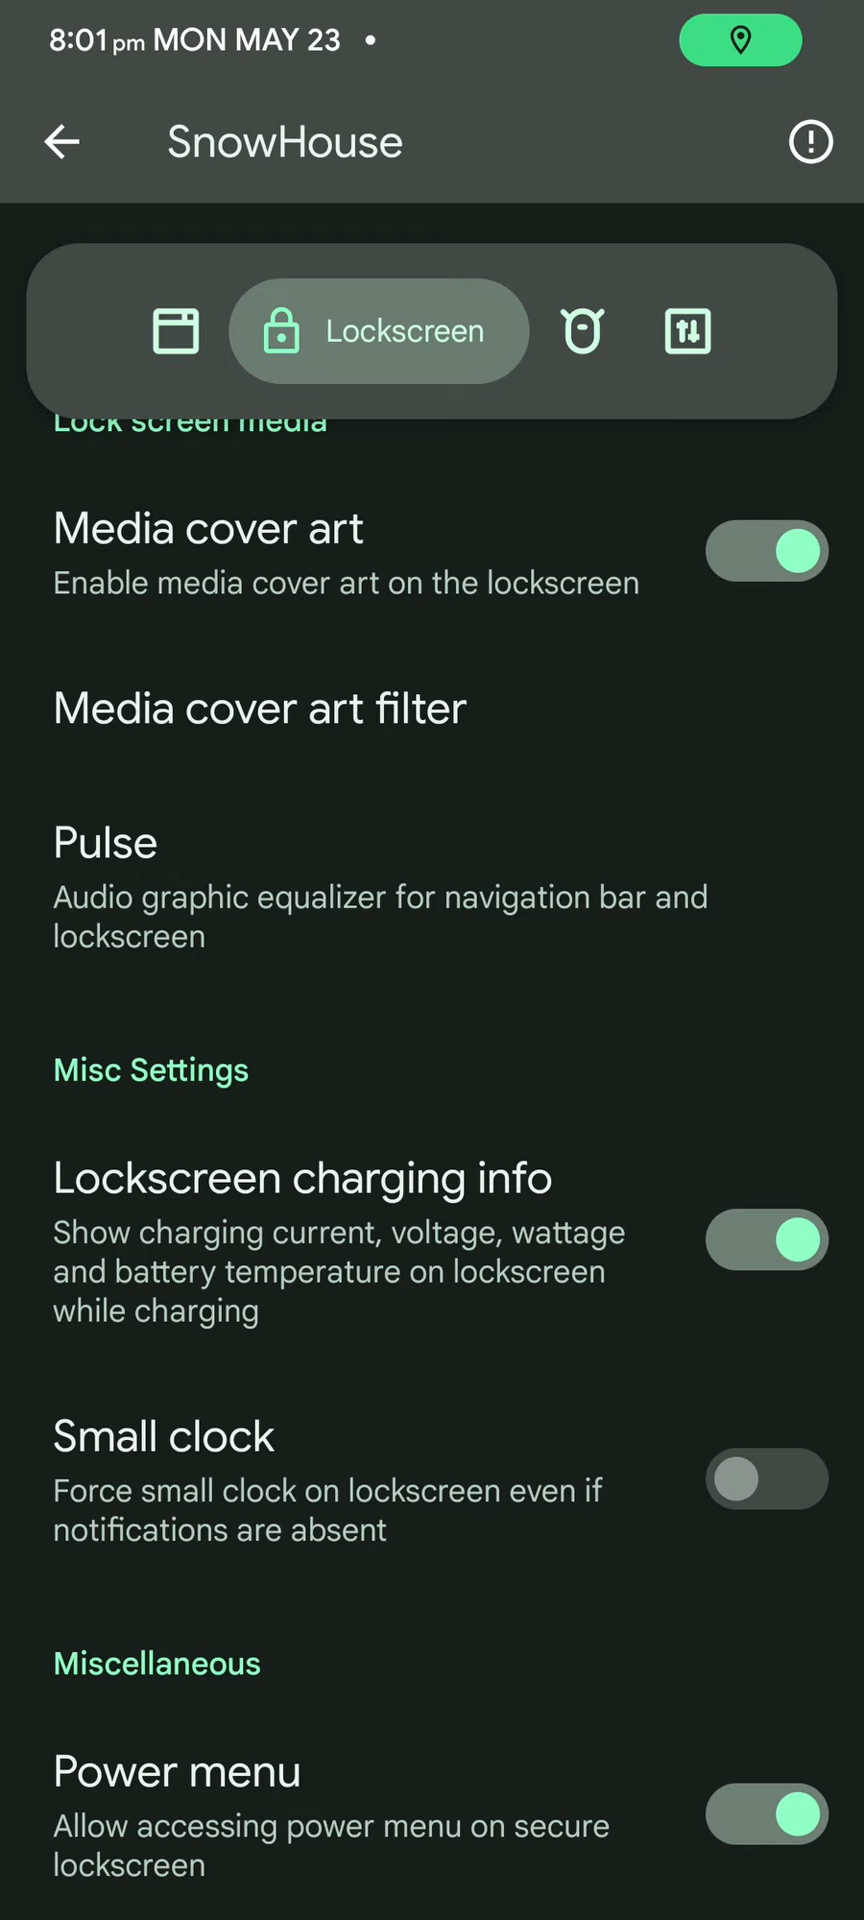 8:01 pm MON MAY 23 •
SnowHouse
Lockscreen
Lock screen media
Media cover art
Enable media cover art on the lockscreen
Media cover art filter
Pulse
Audio graphic equalizer for navigation bar and
lockscreen
Misc Settings
Lockscreen charging info
Show charging current, voltage, wattage
and battery temperature on lockscreen
while charging
Small clock
Force small clock on lockscreen even if
notifications are absent
Miscellaneous
Power menu
Allow accessing power menu on secure
lockscreen